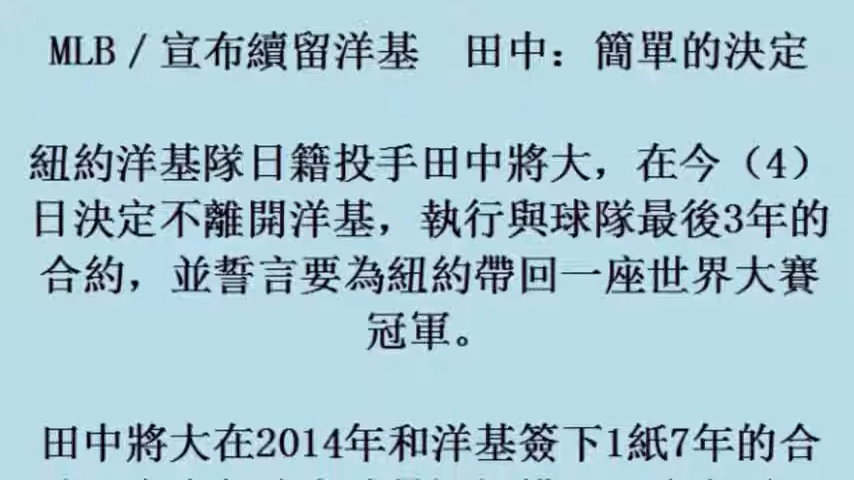 MLB／宣布續留洋基　田中：簡單的決定
紐約洋基隊日籍投手田中將大，在今（4）
日決定不離開洋基，執行與球隊最後3年的
合約，並誓言要為紐約帶回一座世界大賽
冠軍。
田中將大在2014年和洋基簽下1紙7年的合